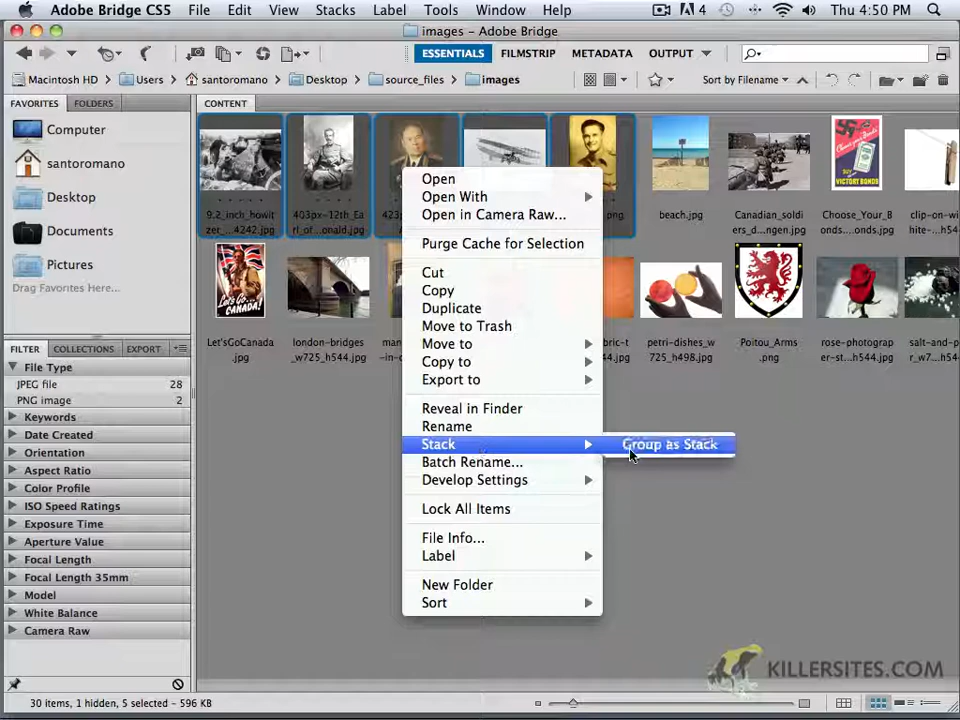 Adobe Bridge CS5 File Edit View Stacks Label Tools Window Help 4 Thu 4:50 PM
images – Adobe Bridge
ESSENTIALS FILMSTRIP METADATA OUTPUT
Macintosh HD Users santoromano Desktop source_files images Sort by Filename
FAVORITES FOLDERS
Computer
santoromano
Desktop
Documents
Pictures
Drag Favorites Here...
FILTER COLLECTIONS EXPORT
File Type
JPEG file 28
PNG image 2
Keywords
Date Created
Orientation
Aspect Ratio
Color Profile
ISO Speed Ratings
Exposure Time
Aperture Value
Focal Length
Focal Length 35mm
Model
White Balance
Camera Raw
CONTENT
9.2_inch_howi
tzer_...4242.jpg
403px-12th_Ea
rl_of...onald.jpg
.png
beach.jpg
Canadian_soldi
ers_d...ngen.jpg
Choose_Your_B
onds.jpg
clip-on-w
hite-...h544.jpg
Let'sGoCanada
.jpg
london-bridges
_w725_h544.jpg
petri-dishes_w
725_h498.jpg
Poitou_Arms
.png
rose-photograp
er-st...h544.jpg
salt-and-p
r_w7...h544.jpg
Open
Open With
Open in Camera Raw...
Purge Cache for Selection
Cut
Copy
Duplicate
Move to Trash
Move to
Copy to
Export to
Reveal in Finder
Rename
Stack
Group as Stack
Batch Rename...
Develop Settings
Lock All Items
File Info...
Label
New Folder
Sort
KILLERSITES.COM
30 items, 1 hidden, 5 selected – 596 KB